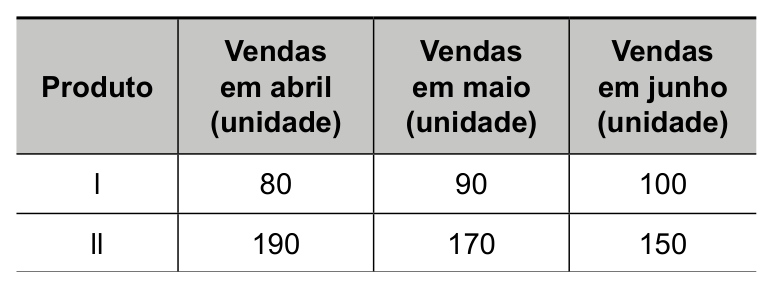 Produto Vendas em abril (unidade) Vendas em maio (unidade) Vendas em junho (unidade)
I 80 90 100
II 190 170 150